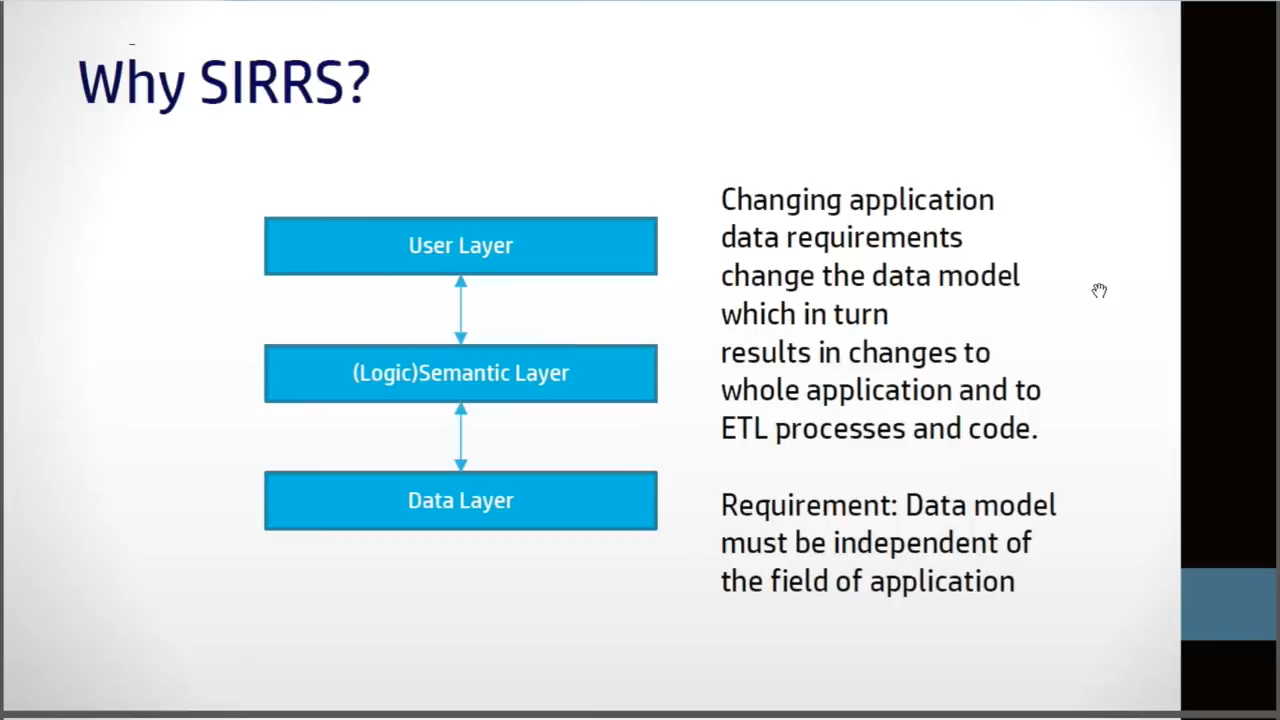 Why SIRRS?
User Layer
(Logic)Semantic Layer
Data Layer
Changing application
data requirements
change the data model
which in turn
results in changes to
whole application and to
ETL processes and code.
Requirement: Data model
must be independent of
the field of application